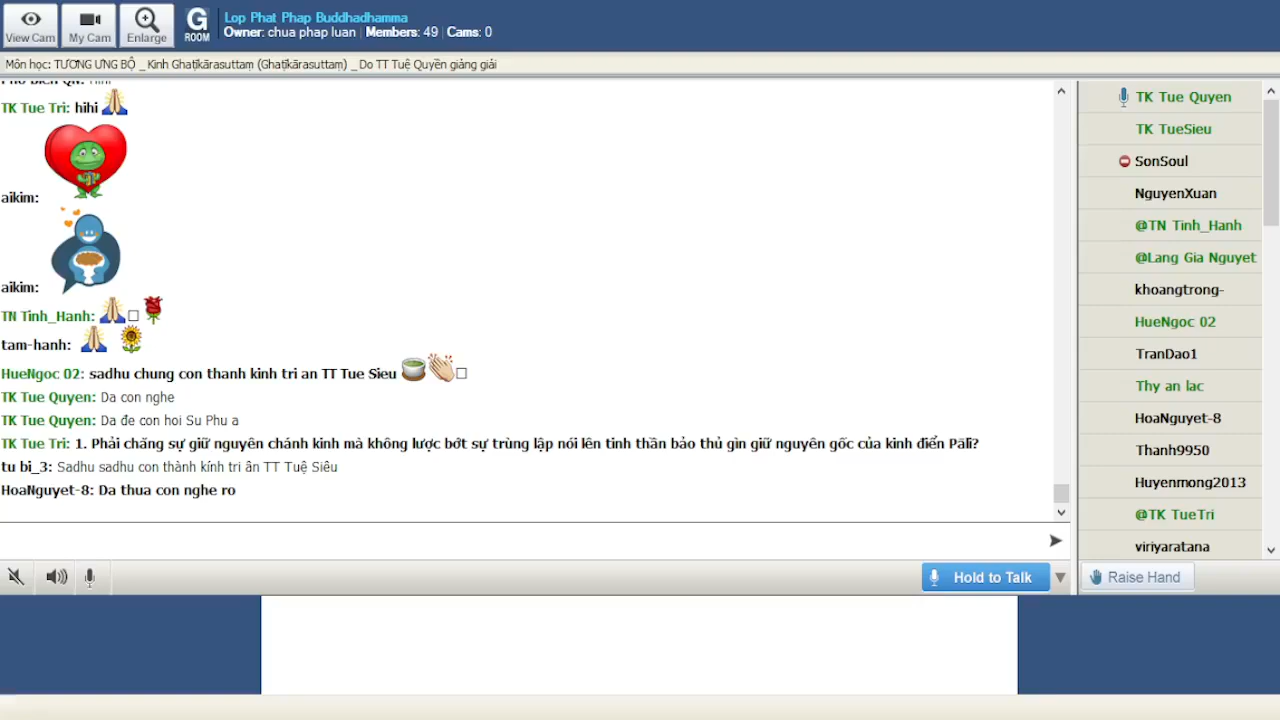 View Cam
My Cam
Enlarge
G
ROOM
Lop Phat Phap Buddhadhamma
Owner: chua phap luan | Members: 49 | Cams: 0
Môn học: TƯƠNG ƯNG BỘ _ Kinh Ghaṭikārasuttaṃ (Ghaṭikārasuttaṃ) _ Do TT Tuệ Quyền giảng giải
TK Tue Tri: hihi
aikim:
aikim:
TN Tinh_Hanh:
tam-hanh:
HueNgoc 02: sadhu chung con thanh kinh tri an TT Tue Sieu
TK Tue Quyen: Da con nghe
TK Tue Quyen: Da đe con hoi Su Phu a
TK Tue Tri: 1. Phải chăng sự giữ nguyên chánh kinh mà không lược bớt sự trùng lập nói lên tinh thần bảo thủ gìn giữ nguyên gốc của kinh điển Pāli?
tu bi_3: Sadhu sadhu con thành kính tri ân TT Tuệ Siêu
HoaNguyet-8: Da thua con nghe ro
Hold to Talk
TK Tue Quyen
TK TueSieu
SonSoul
NguyenXuan
@TN Tinh_Hanh
@Lang Gia Nguyet
khoangtrong-
HueNgoc 02
TranDao1
Thy an lac
HoaNguyet-8
Thanh9950
Huyenmong2013
@TK TueTri
viriyaratana
Raise Hand